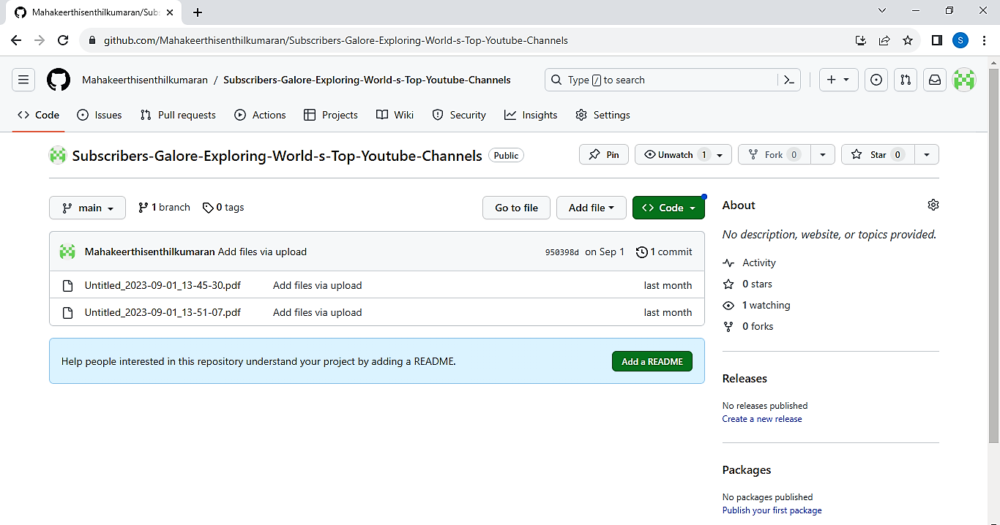 Mahakeerthisenthilkumaran/Subs
github.com/Mahakeerthisenthilkumaran/Subscribers-Galore-Exploring-World-s-Top-Youtube-Channels
S
Mahakeerthisenthilkumaran / Subscribers-Galore-Exploring-World-s-Top-Youtube-Channels
Type / to search
Code Issues Pull requests Actions Projects Wiki Security Insights Settings
Subscribers-Galore-Exploring-World-s-Top-Youtube-Channels Public
Pin Unwatch 1 Fork 0 Star 0
main 1 branch 0 tags Go to file Add file Code
About
No description, website, or topics provided.
Mahakeerthisenthilkumaran Add files via upload 950398d on Sep 1 1 commit
Untitled_2023-09-01_13-45-30.pdf Add files via upload last month
Untitled_2023-09-01_13-51-07.pdf Add files via upload last month
Help people interested in this repository understand your project by adding a README. Add a README
Activity
0 stars
1 watching
0 forks
Releases
No releases published
Create a new release
Packages
No packages published
Publish your first package